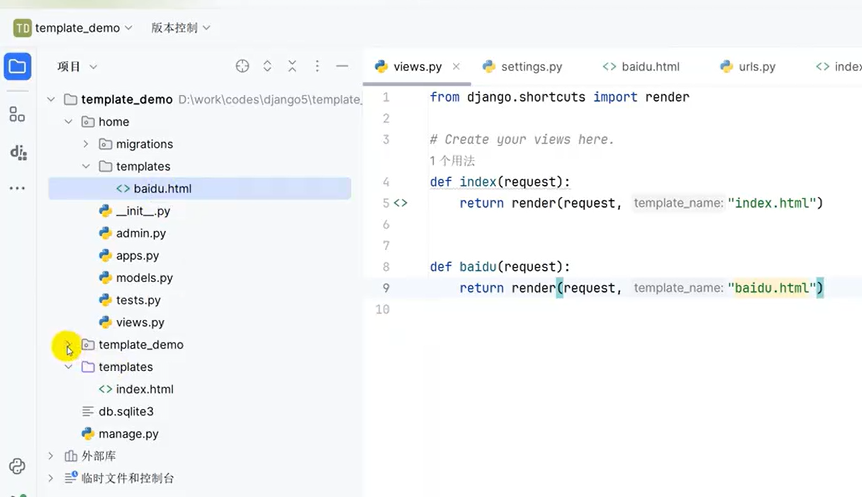 TD template_demo 版本控制
项目
views.py
settings.py
<> baidu.html
urls.py
<>
template_demo D:\work\codes\django5\template_
home
migrations
templates
<> baidu.html
__init__.py
admin.py
apps.py
models.py
tests.py
views.py
template_demo
templates
<> index.html
db.sqlite3
manage.py
外部库
临时文件和控制台
1 from django.shortcuts import render
2
3 # Create your views here.
1 个用法
4 def index(request):
5 <> return render(request, template_name: "index.html")
6
7
8 def baidu(request):
9 return render(request, template_name: "baidu.html")
10